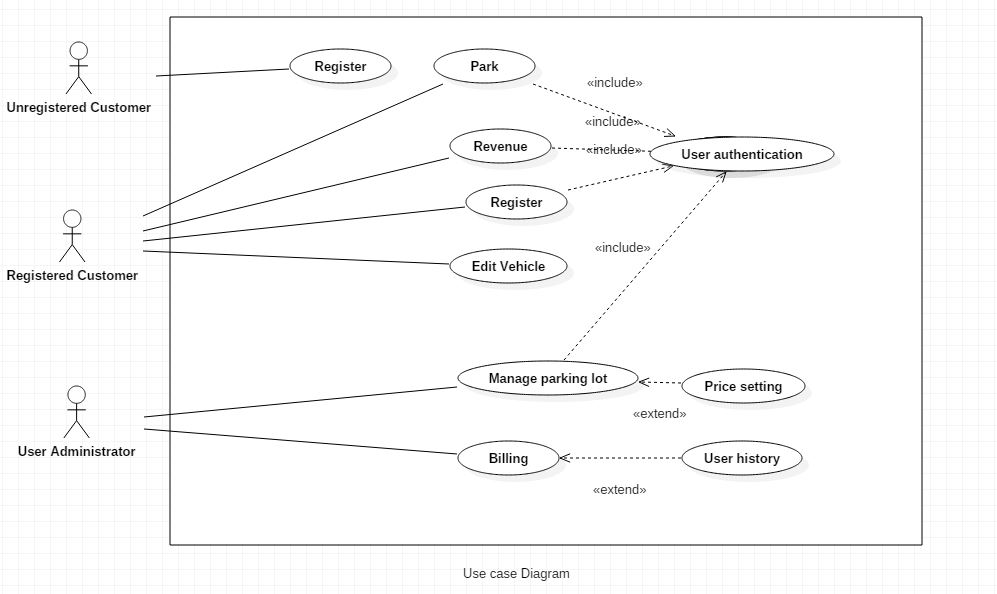 Register
Park
«include»
Unregistered Customer
«include»
Revenue
«include»
User authentication
Register
«include»
Registered Customer
Edit Vehicle
Manage parking lot
Price setting
«extend»
User Administrator
Billing
User history
«extend»
Use case Diagram